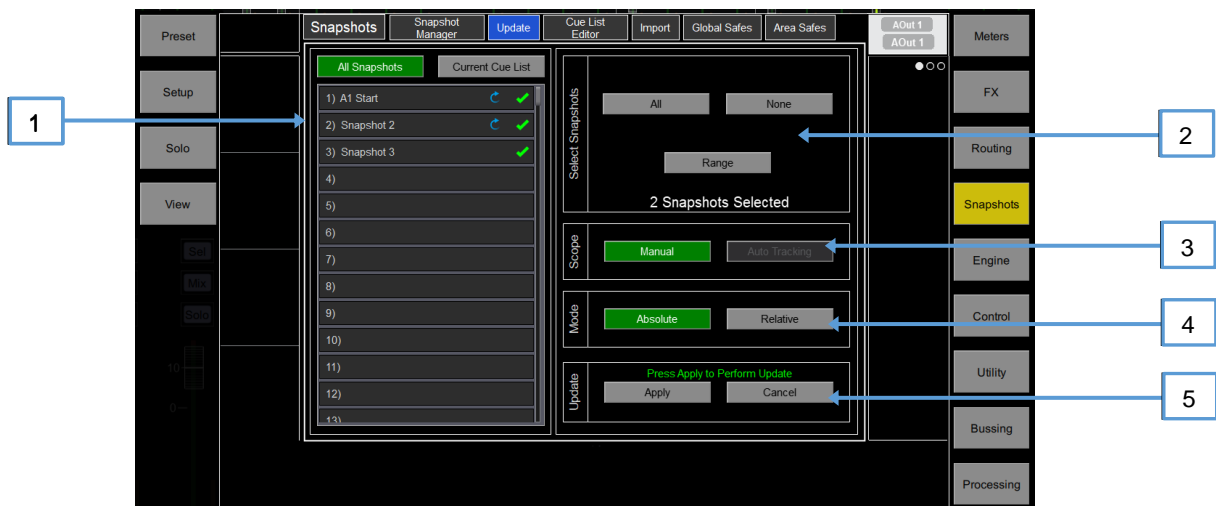 Preset
Setup
Solo
View
Sel
Mix
Solo
10
0
Snapshots
Snapshot
Manager
Update
Cue List
Editor
Import
Global Safes
Area Safes
AOut 1
AOut 1
All Snapshots
Current Cue List
1) A1 Start
2) Snapshot 2
3) Snapshot 3
4)
5)
6)
7)
8)
9)
10)
11)
12)
13)
Select Snapshots
All
None
Range
2 Snapshots Selected
Scope
Manual
Auto Tracking
Mode
Absolute
Relative
Update
Press Apply to Perform Update
Apply
Cancel
Meters
FX
Routing
Snapshots
Engine
Control
Utility
Bussing
Processing
1
2
3
4
5